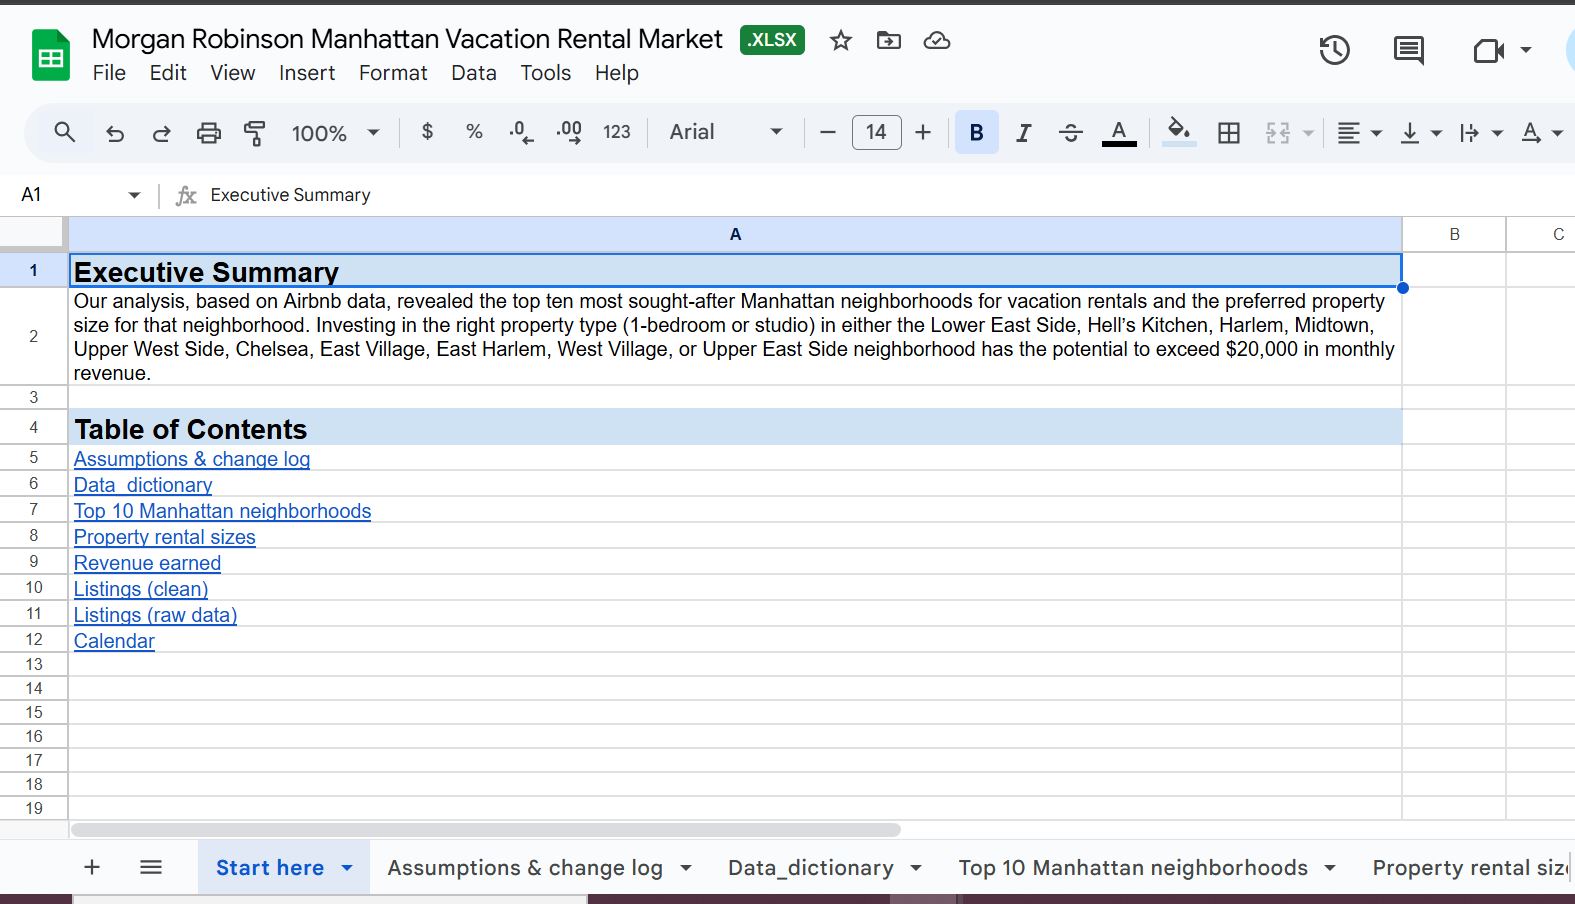 Morgan Robinson Manhattan Vacation Rental Market .XLSX
File Edit View Insert Format Data Tools Help
100% $ % .0 .00 123 Arial 14 B I S A A
A1 fx Executive Summary
A B C
1 Executive Summary
2 Our analysis, based on Airbnb data, revealed the top ten most sought-after Manhattan neighborhoods for vacation rentals and the preferred property
size for that neighborhood. Investing in the right property type (1-bedroom or studio) in either the Lower East Side, Hell’s Kitchen, Harlem, Midtown,
Upper West Side, Chelsea, East Village, East Harlem, West Village, or Upper East Side neighborhood has the potential to exceed $20,000 in monthly
revenue.
3
4 Table of Contents
5 Assumptions & change log
6 Data_dictionary
7 Top 10 Manhattan neighborhoods
8 Property rental sizes
9 Revenue earned
10 Listings (clean)
11 Listings (raw data)
12 Calendar
13
14
15
16
17
18
19
+ Start here Assumptions & change log Data_dictionary Top 10 Manhattan neighborhoods Property rental siz